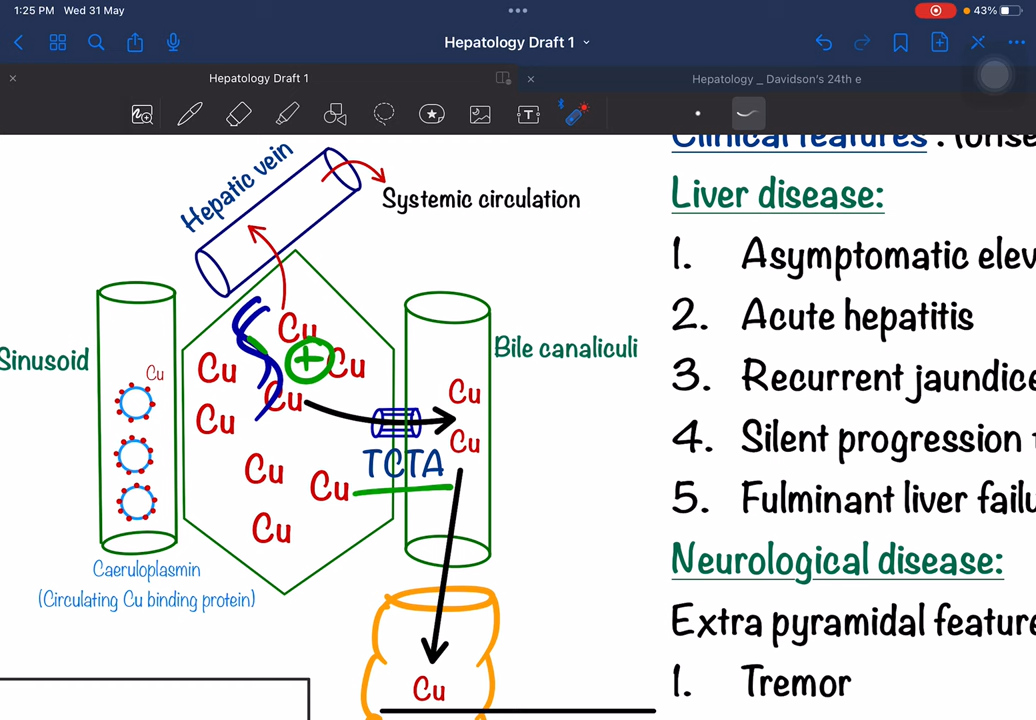 1:25 PM Wed 31 May
43%
Hepatology Draft 1
Hepatology Draft 1
Hepatology _ Davidson's 24th e
T
Hepatic vein
Systemic circulation
Sinusoid
Cu
Cu
Cu
Cu
Cu
Cu
Cu
Cu
Cu
TCTA
Cu
Cu
Bile canaliculi
Caeruloplasmin
(Circulating Cu binding protein)
Cu
Clinical features : (onse
Liver disease:
1. Asymptomatic elev
2. Acute hepatitis
3. Recurrent jaundice
4. Silent progression
5. Fulminant liver failu
Neurological disease:
Extra pyramidal feature
1. Tremor